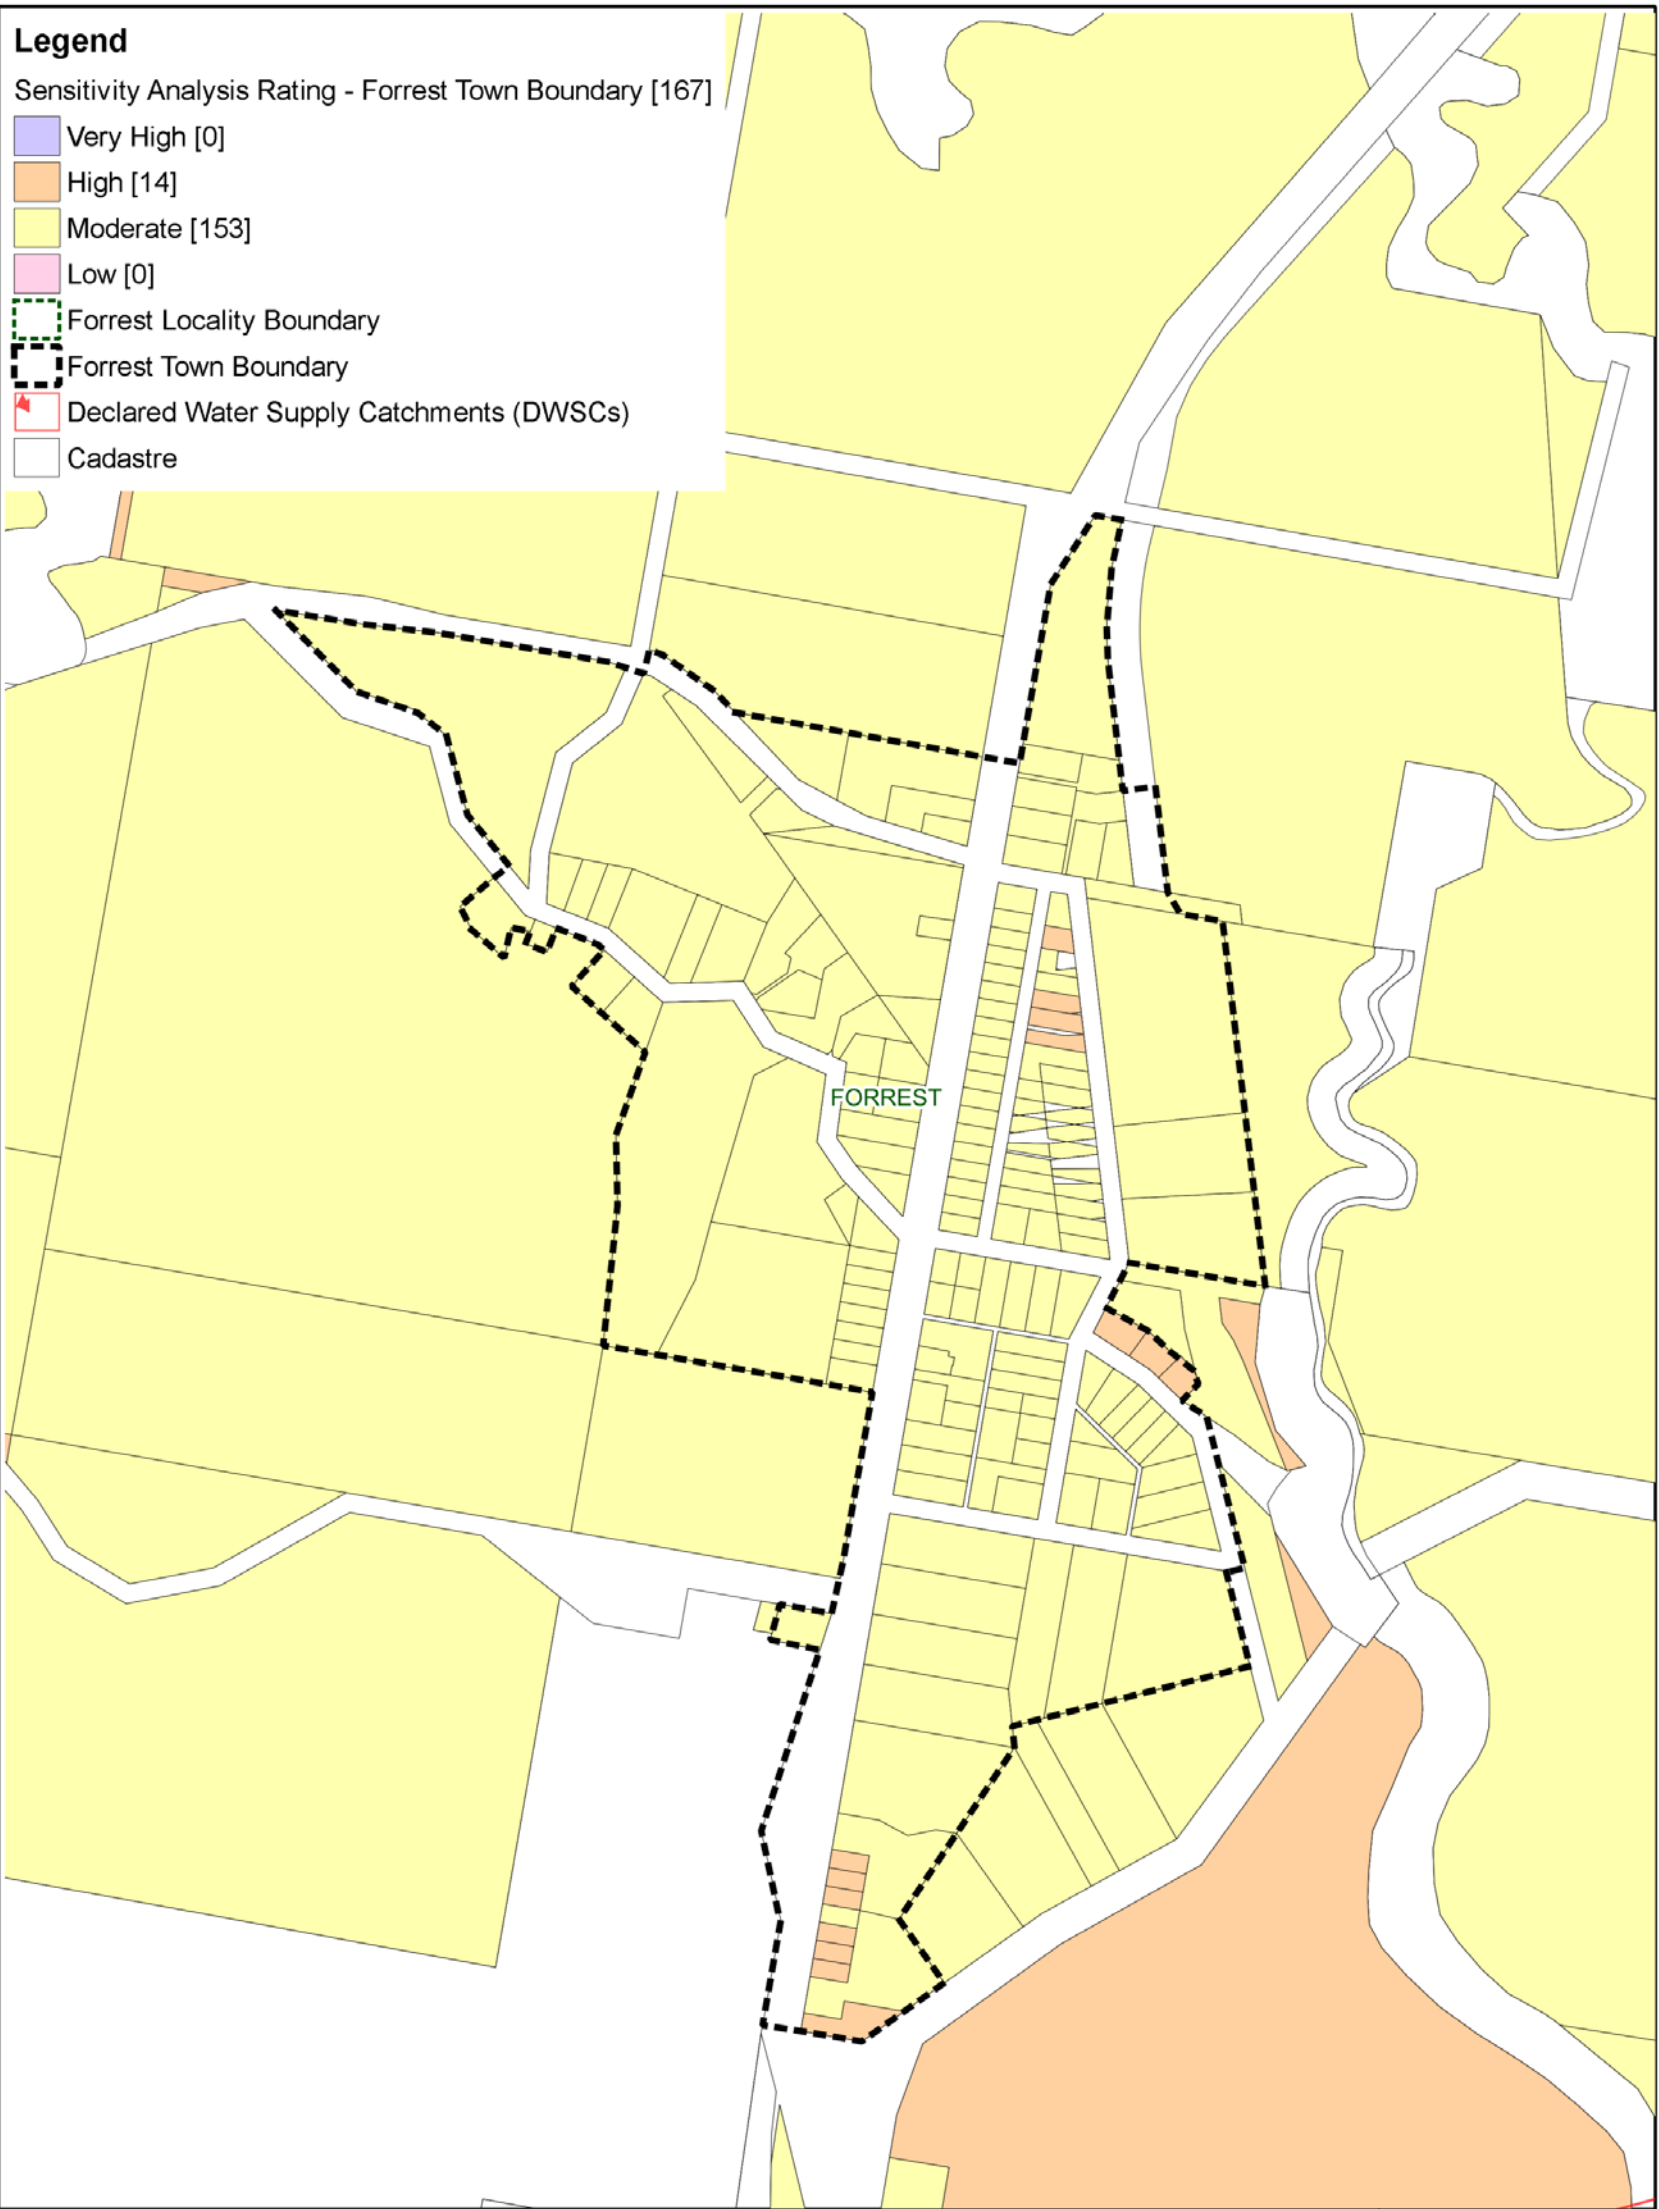 Legend
Sensitivity Analysis Rating - Forrest Town Boundary [167]
Very High [0]
High [14]
Moderate [153]
Low [0]
Forrest Locality Boundary
Forrest Town Boundary
Declared Water Supply Catchments (DWSCs)
Cadastre
FORREST